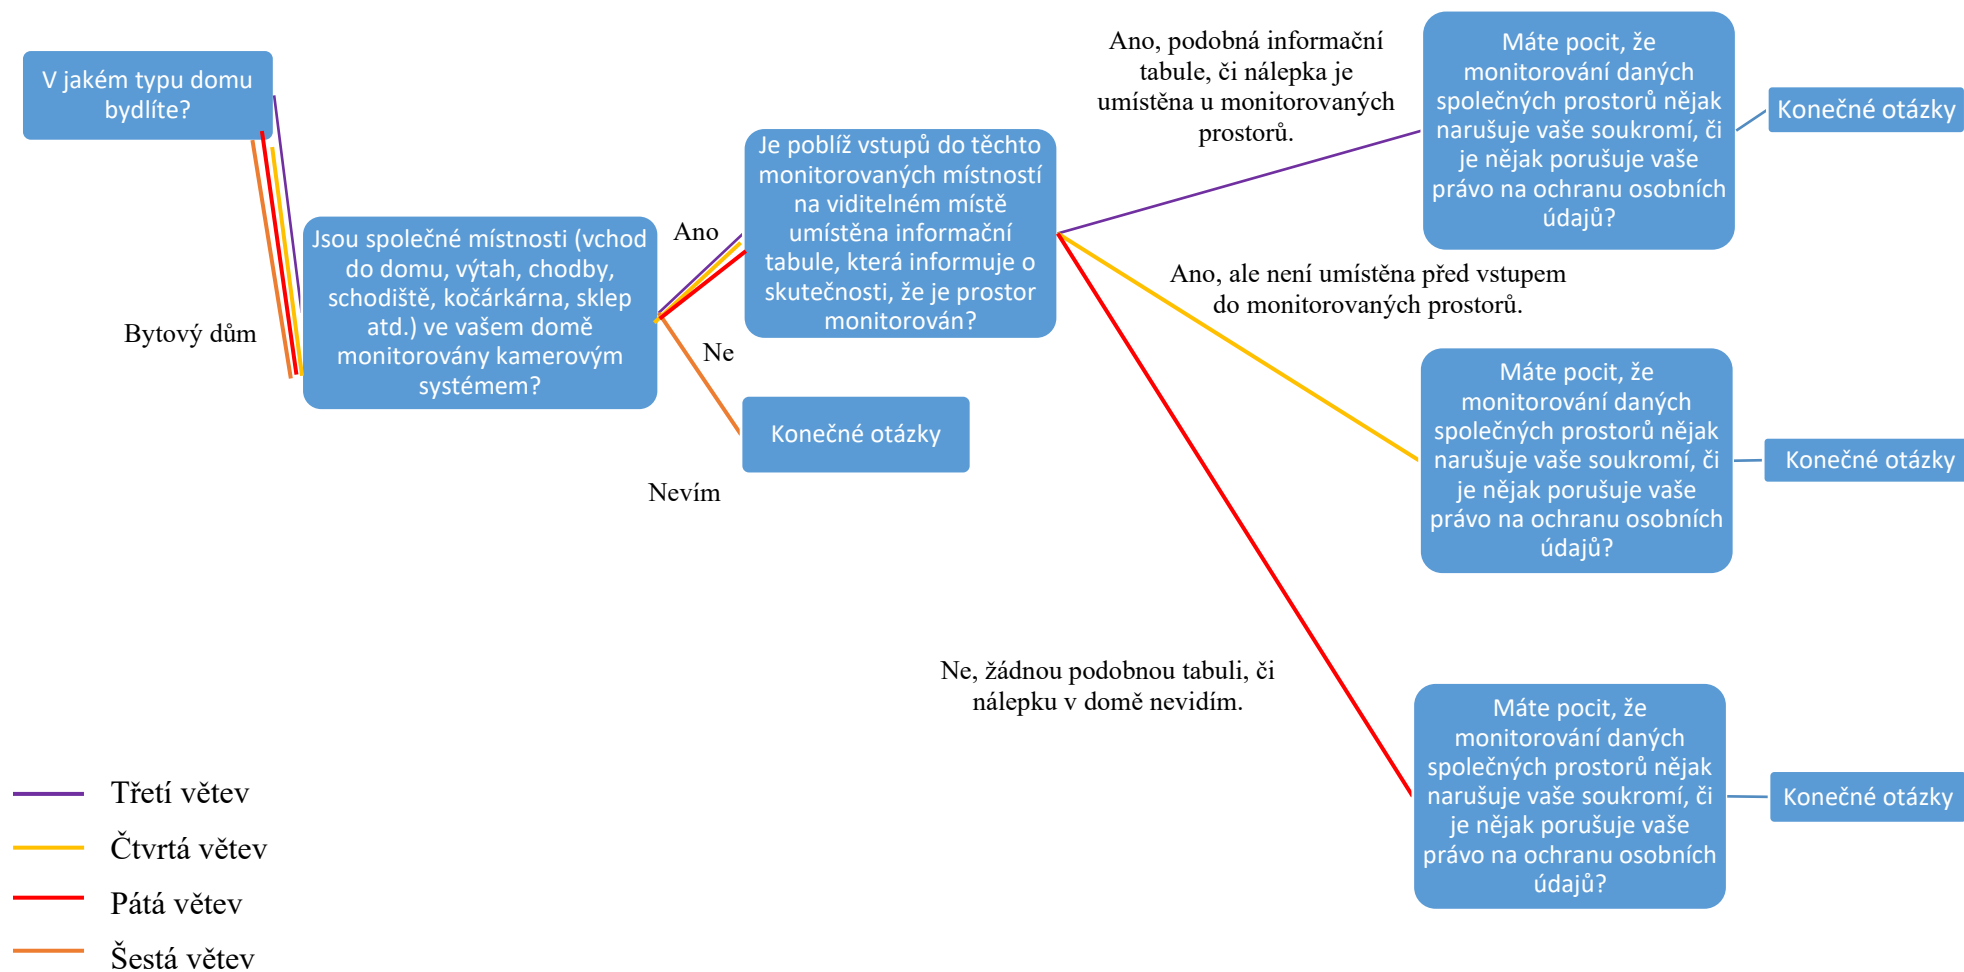 V jakém typu domu
bydlíte?
Bytový dům
Jsou společné místnosti (vchod
do domu, výtah, chodby,
schodiště, kočárkárna, sklep
atd.) ve vašem domě
monitorovány kamerovým
systémem?
Ano
Ne
Nevím
Je poblíž vstupů do těchto
monitorovaných místností
na viditelném místě
umístěna informační
tabule, která informuje o
skutečnosti, že je prostor
monitorován?
Konečné otázky
Ano, podobná informační
tabule, či nálepka je
umístěna u monitorovaných
prostorů.
Máte pocit, že
monitorování daných
společných prostorů nějak
narušuje vaše soukromí, či
je nějak porušuje vaše
právo na ochranu osobních
údajů?
Konečné otázky
Ano, ale není umístěna před vstupem
do monitorovaných prostorů.
Máte pocit, že
monitorování daných
společných prostorů nějak
narušuje vaše soukromí, či
je nějak porušuje vaše
právo na ochranu osobních
údajů?
Konečné otázky
Ne, žádnou podobnou tabuli, či
nálepku v domě nevidím.
Máte pocit, že
monitorování daných
společných prostorů nějak
narušuje vaše soukromí, či
je nějak porušuje vaše
právo na ochranu osobních
údajů?
Konečné otázky
Třetí větev
Čtvrtá větev
Pátá větev
Šestá větev